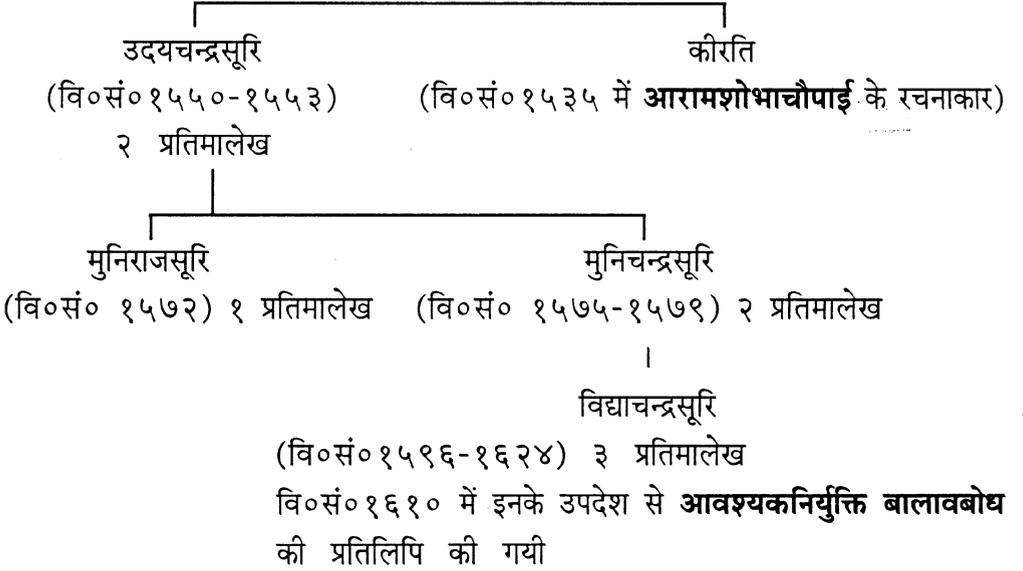 उदयचन्द्रसूरि कीरति
(वि०सं०१५५०-१५५३) (वि०सं०१५३५ में आरामशोभाचौपाई के रचनाकार)
२ प्रतिमालेख
मुनिराजसूरि मुनिचन्द्रसूरि
(वि०सं० १५७२) १ प्रतिमालेख (वि०सं० १५७५-१५७९) २ प्रतिमालेख
विद्याचन्द्रसूरि
(वि०सं०१५९६-१६२४) ३ प्रतिमालेख
वि०सं०१६१० में इनके उपदेश से आवश्यकनिर्युक्ति बालावबोध
की प्रतिलिपि की गयी